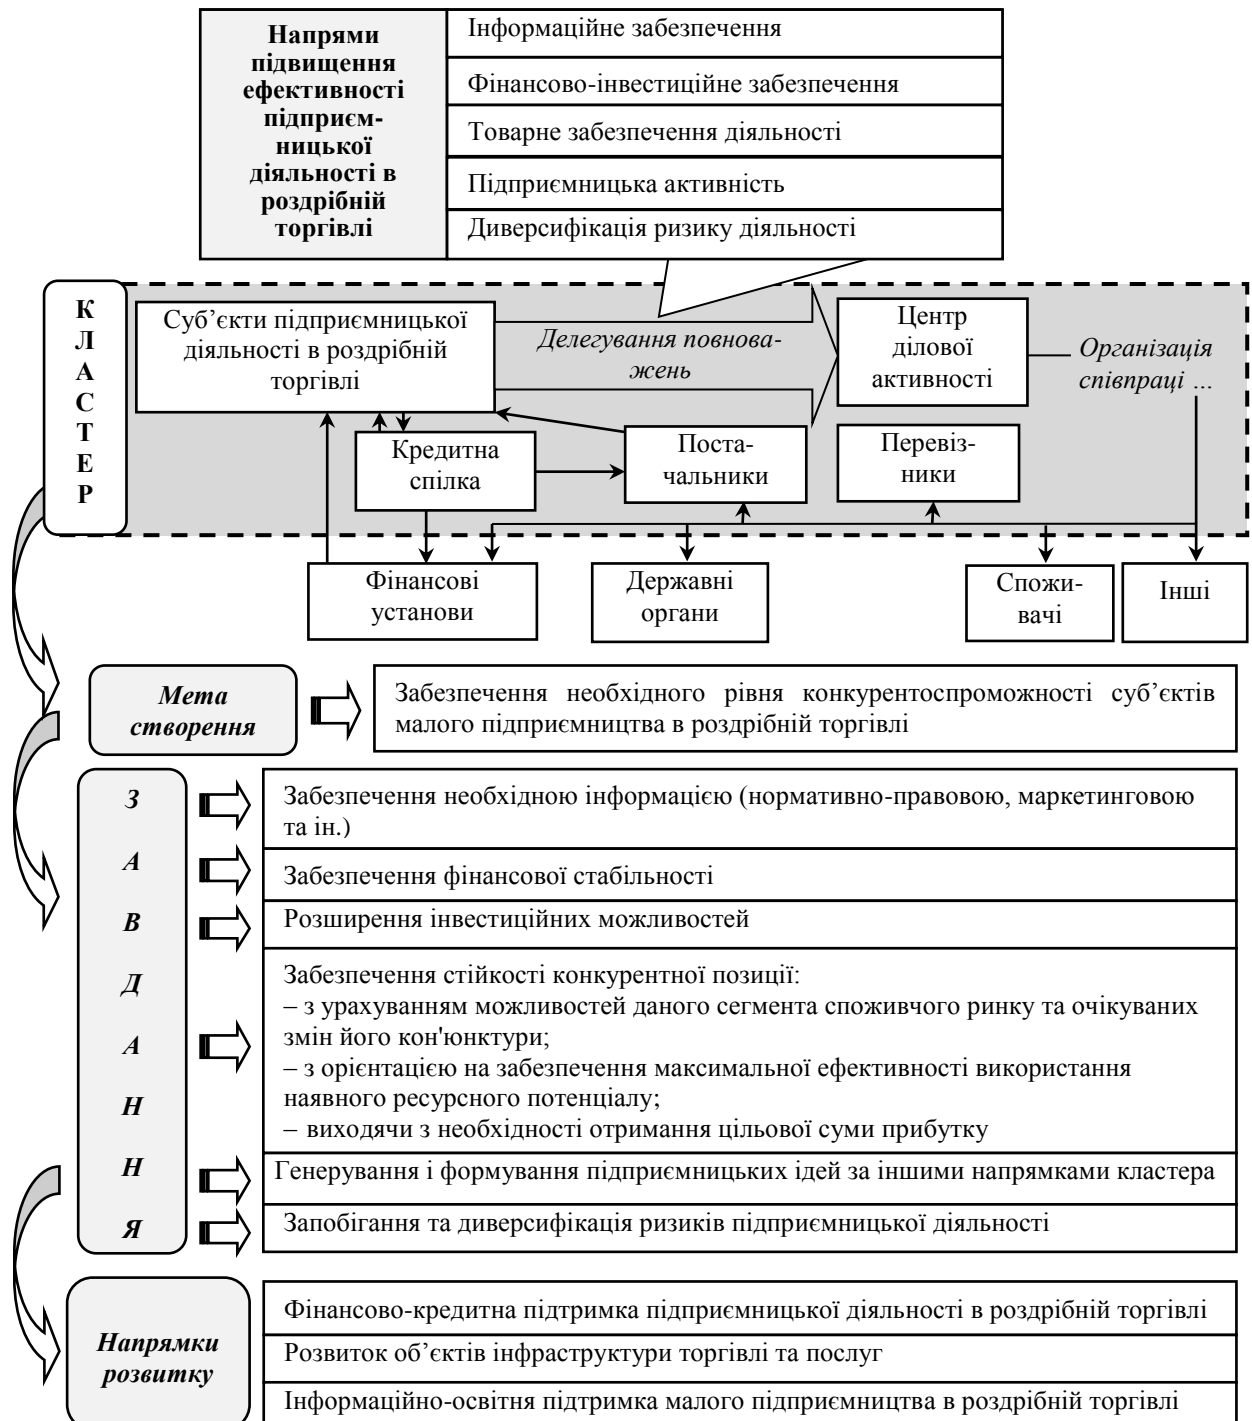 Напрями
підвищення
ефективності
підприєм-
ницької
діяльності в
роздрібній
торгівлі
Інформаційне забезпечення
Фінансово-інвестиційне забезпечення
Товарне забезпечення діяльності
Підприємницька активність
Диверсифікація ризику діяльності
К
Л
А
С
Т
Е
Р
Суб’єкти підприємницької
діяльності в роздрібній
торгівлі
Делегування повнова-
жень
Центр
ділової
активності
Організація
співпраці ...
Кредитна
спілка
Поста-
чальники
Перевіз-
ники
Фінансові
установи
Державні
органи
Спожи-
вачі
Інші
Мета
створення
Забезпечення необхідного рівня конкурентоспроможності суб’єктів
малого підприємництва в роздрібній торгівлі
З
А
В
Д
А
Н
Н
Я
Забезпечення необхідною інформацією (нормативно-правовою, маркетинговою
та ін.)
Забезпечення фінансової стабільності
Розширення інвестиційних можливостей
Забезпечення стійкості конкурентної позиції:
– з урахуванням можливостей даного сегмента споживчого ринку та очікуваних
змін його кон'юнктури;
– з орієнтацією на забезпечення максимальної ефективності використання
наявного ресурсного потенціалу;
– виходячи з необхідності отримання цільової суми прибутку
Генерування і формування підприємницьких ідей за іншими напрямками кластера
Запобігання та диверсифікація ризиків підприємницької діяльності
Напрямки
розвитку
Фінансово-кредитна підтримка підприємницької діяльності в роздрібній торгівлі
Розвиток об’єктів інфраструктури торгівлі та послуг
Інформаційно-освітня підтримка малого підприємництва в роздрібній торгівлі